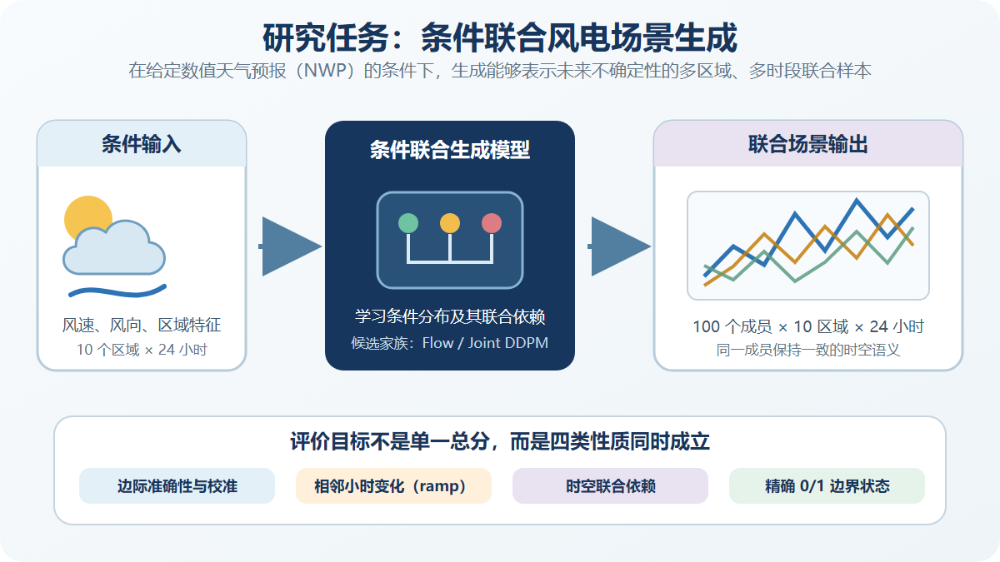 研究任务：条件联合风电场景生成
在给定数值天气预报（NWP）的条件下，生成能够表示未来不确定性的多区域、多时段联合样本
条件输入
风速、风向、区域特征
10 个区域 × 24 小时
条件联合生成模型
学习条件分布及其联合依赖
候选家族：Flow / Joint DDPM
联合场景输出
100 个成员 × 10 区域 × 24 小时
同一成员保持一致的时空语义
评价目标不是单一总分，而是四类性质同时成立
边际准确性与校准
相邻小时变化（ramp）
时空联合依赖
精确 0/1 边界状态